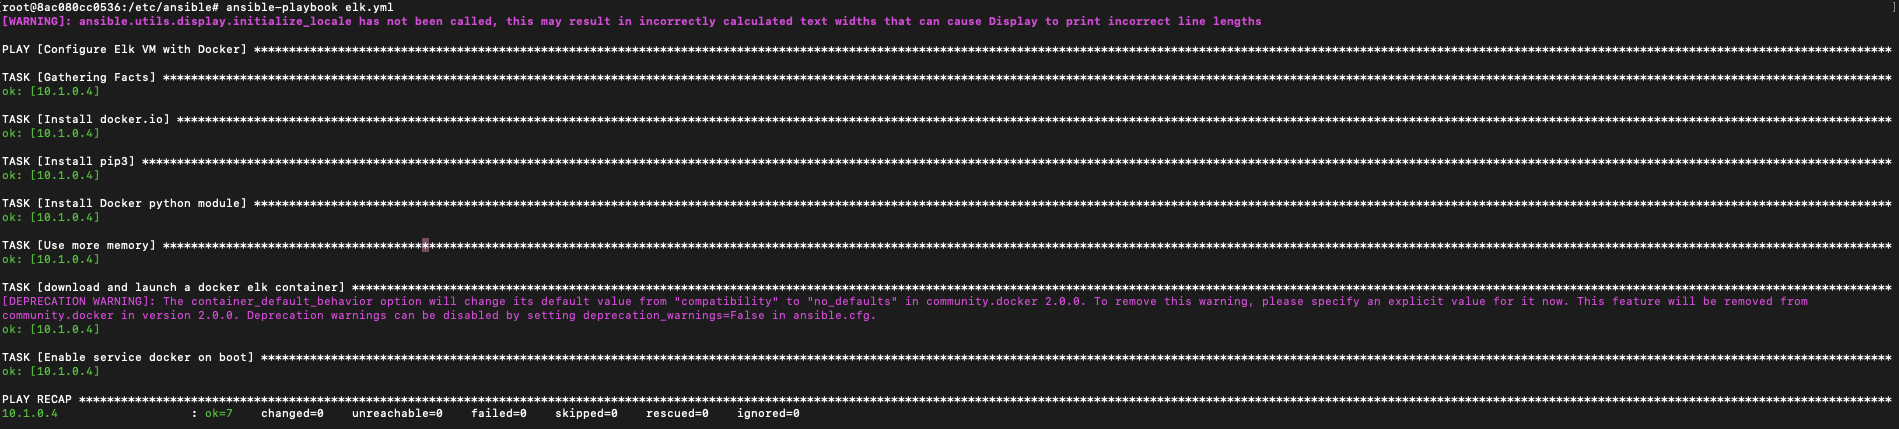 [root@8ac080cc0536:/etc/ansible# ansible-playbook elk.yml ]
[WARNING]: ansible.utils.display.initialize_locale has not been called, this may result in incorrectly calculated text widths that can cause Display to print incorrect line lengths
PLAY [Configure Elk VM with Docker] ******************************************************************************************
TASK [Gathering Facts] ******************************************************************************************
ok: [10.1.0.4]
TASK [Install docker.io] ******************************************************************************************
ok: [10.1.0.4]
TASK [Install pip3] ******************************************************************************************
ok: [10.1.0.4]
TASK [Install Docker python module] ******************************************************************************************
ok: [10.1.0.4]
TASK [Use more memory] ******************************************************************************************
ok: [10.1.0.4]
TASK [download and launch a docker elk container] ******************************************************************************************
[DEPRECATION WARNING]: The container_default_behavior option will change its default value from "compatibility" to "no_defaults" in community.docker 2.0.0. To remove this warning, please specify an explicit value for it now. This feature will be removed from
community.docker in version 2.0.0. Deprecation warnings can be disabled by setting deprecation_warnings=False in ansible.cfg.
ok: [10.1.0.4]
TASK [Enable service docker on boot] ******************************************************************************************
ok: [10.1.0.4]
PLAY RECAP ******************************************************************************************
10.1.0.4 : ok=7 changed=0 unreachable=0 failed=0 skipped=0 rescued=0 ignored=0